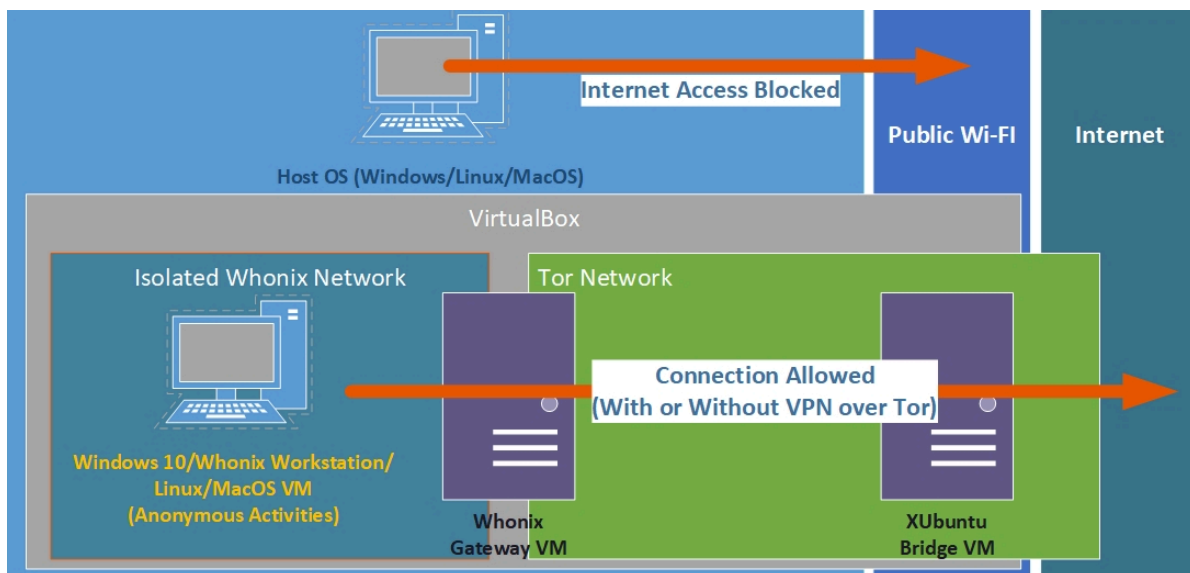 Internet Access Blocked
Public Wi-FI
Internet
Host OS (Windows/Linux/MacOS)
VirtualBox
Isolated Whonix Network
Tor Network
Connection Allowed
(With or Without VPN over Tor)
Windows 10/Whonix Workstation/
Linux/MacOS VM
(Anonymous Activities)
Whonix
Gateway VM
XUbuntu
Bridge VM